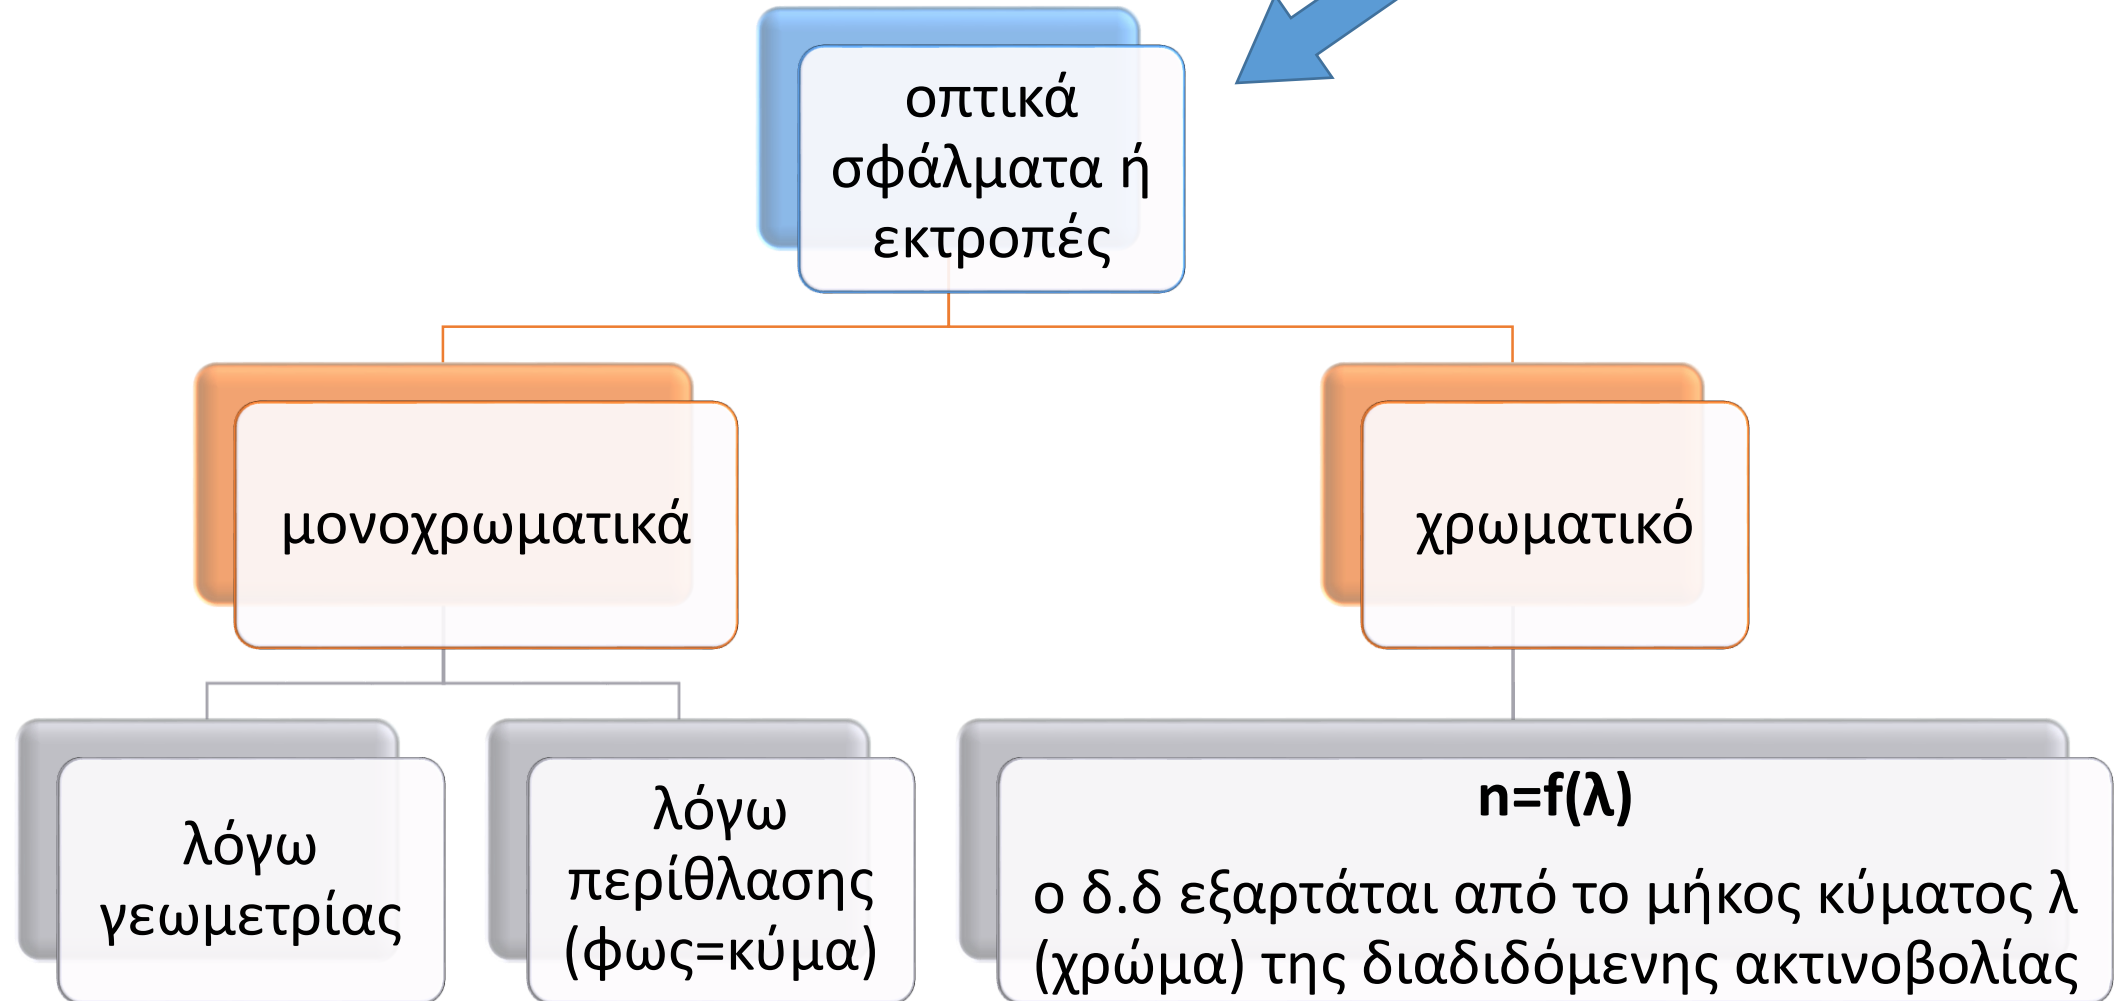 οπτικά
σφάλματα ή
εκτροπές
μονοχρωματικά
χρωματικό
λόγω
γεωμετρίας
λόγω
περίθλασης
(φως=κύμα)
n=f(λ)
ο δ.δ εξαρτάται από το μήκος κύματος λ
(χρώμα) της διαδιδόμενης ακτινοβολίας